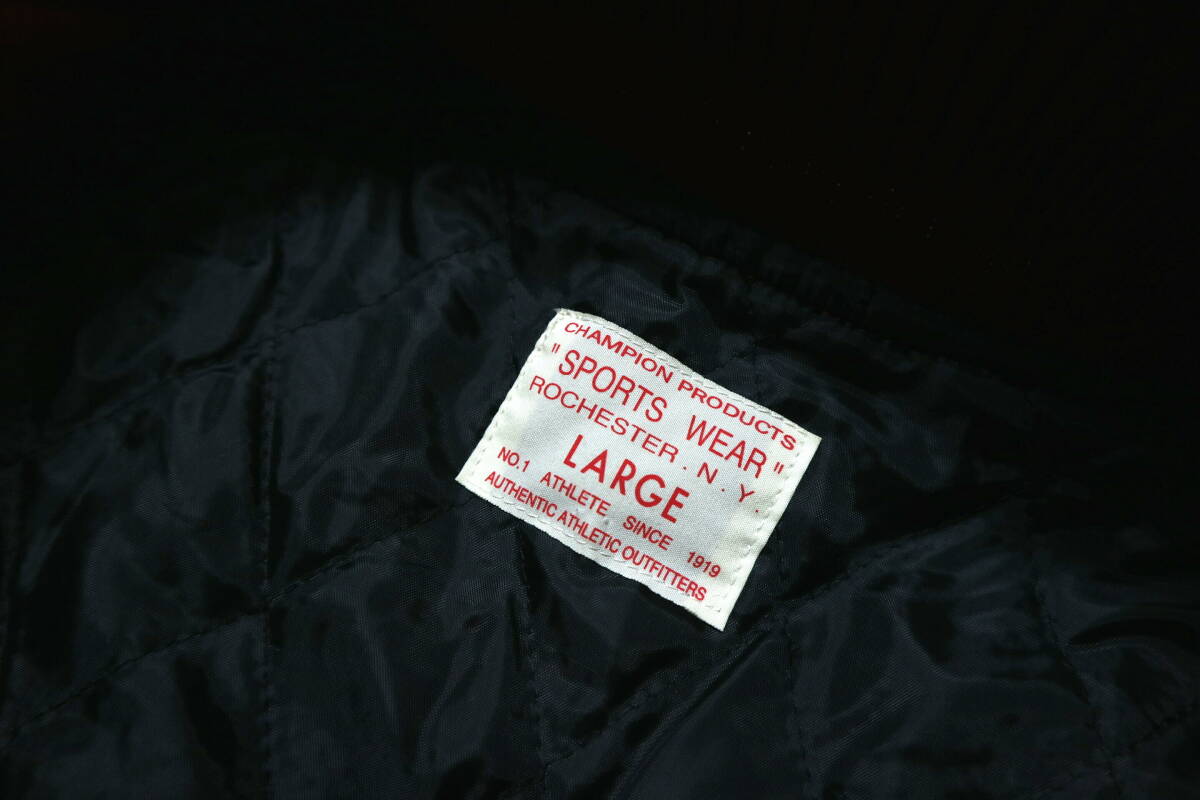 CHAMPION PRODUCTS
"SPORTS WEAR"
ROCHESTER.N.Y.
LARGE
NO.1 ATHLETE SINCE 1919
AUTHENTIC ATHLETIC OUTFITTERS